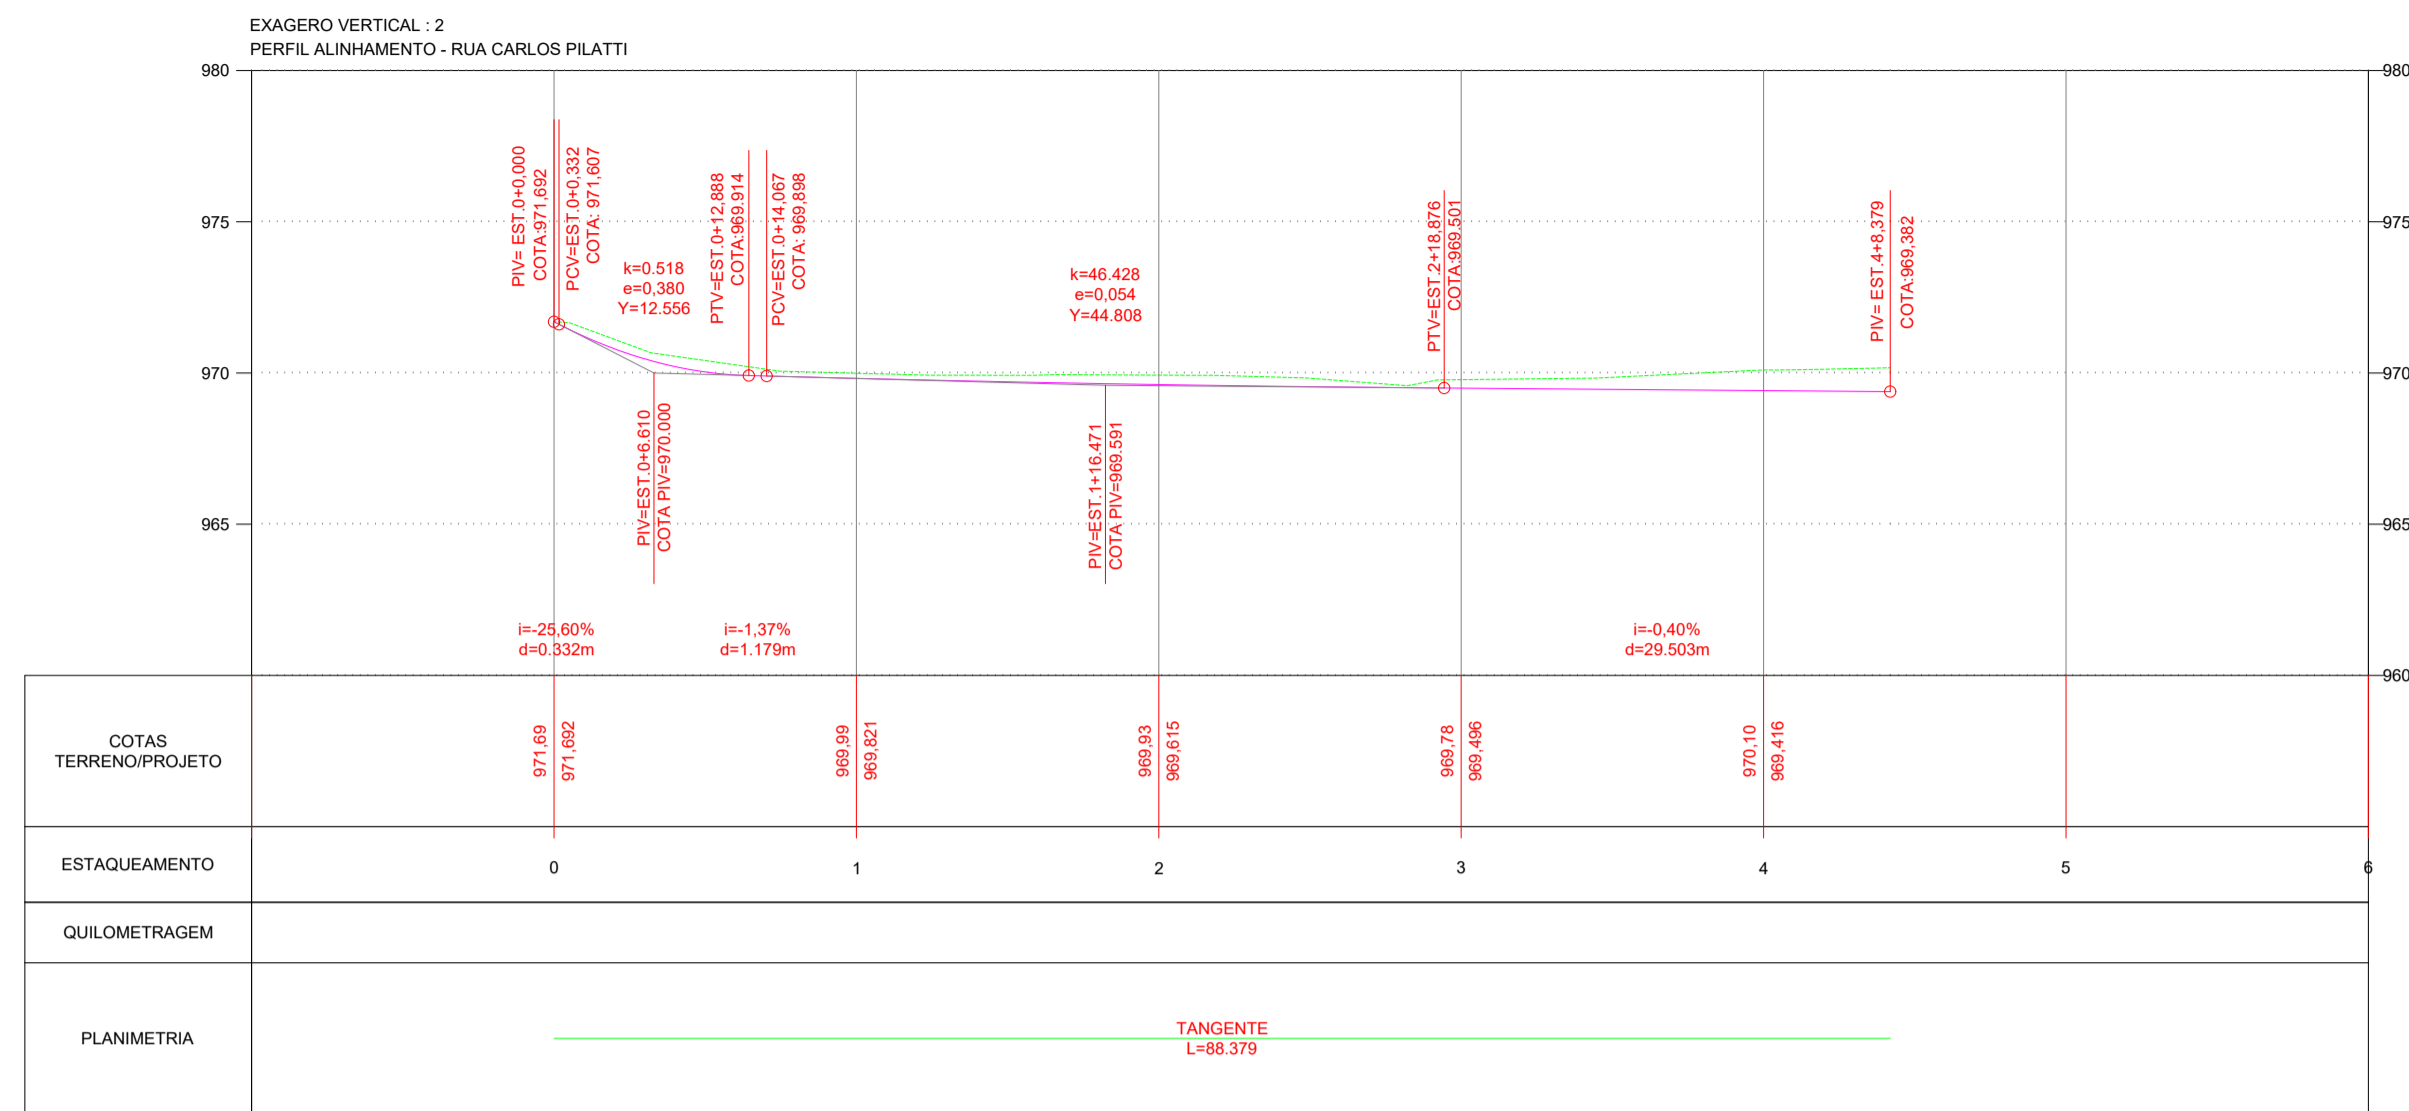 EXAGERO VERTICAL : 2
PERFIL ALINHAMENTO - RUA CARLOS PILATTI
980
980
975
975
970
970
965
965
960
PIV= EST.0+0,000
COTA:971,692
PCV=EST.0+0,332
COTA: 971,607
k=0.518
e=0,380
Y=12.556
PTV=EST.0+12,888
COTA:969.914
PCV=EST.0+14,067
COTA: 969,898
k=46.428
e=0,054
Y=44.808
PTV=EST.2+18,876
COTA:969.501
PIV= EST.4+8,379
COTA:969,382
PIV=EST.0+6.610
COTA PIV=970.000
PIV=EST.1+16.471
COTA PIV=969.591
i=-25,60%
d=0.332m
i=-1,37%
d=1.179m
i=-0,40%
d=29.503m
COTAS
TERRENO/PROJETO
971,69
971,692
969,99
969,821
969,93
969,615
969,78
969,496
970,10
969,416
ESTAQUEAMENTO
0
1
2
3
4
5
6
QUILOMETRAGEM
PLANIMETRIA
TANGENTE
L=88.379